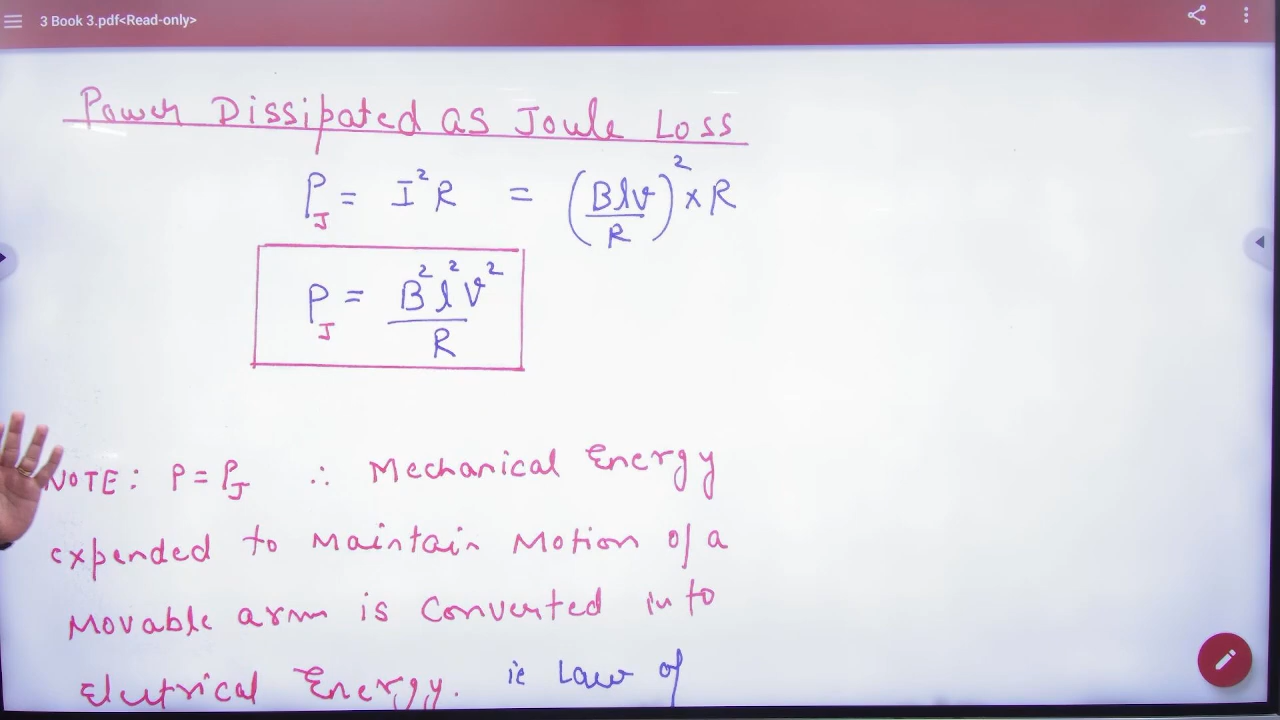 3 Book 3.pdf<Read-only>
Power Dissipated as Joule Loss
P_J = I²R = (Blv/R)² × R
P_J = B²l²v²/R
NOTE: P = P_J ∴ Mechanical Energy
expended to Maintain Motion of a
Movable arm is Converted into
Electrical Energy. ie Law of